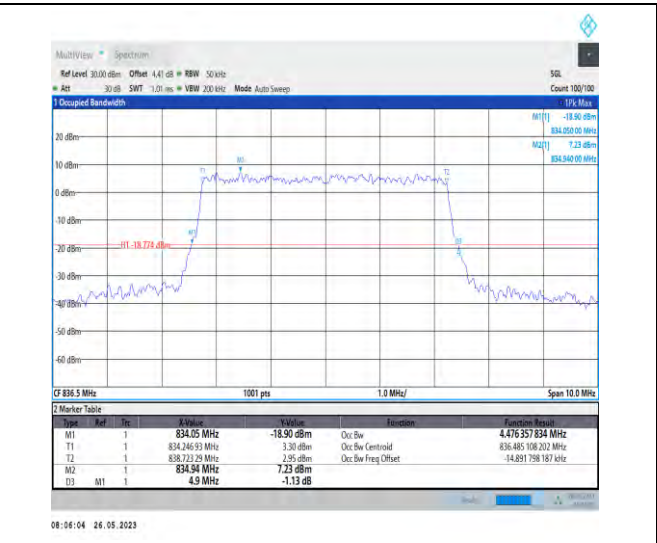 MultiView Spectrum
Ref Level 30.00 dBm Offset 4.41 dB RBW 50 kHz SGL
Att 30 dB SWT 1.01 ms VBW 200 kHz Mode Auto Sweep Count 100/100
1 Occupied Bandwidth 1Pk Max
M1[1] -18.90 dBm
834.050 00 MHz
M2[1] 7.23 dBm
834.940 00 MHz
20 dBm
10 dBm
0 dBm
-10 dBm
-20 dBm
-30 dBm
-40 dBm
-50 dBm
-60 dBm
T1 M2 T2
M1
H1 -18.774 dBm
CF 836.5 MHz 1001 pts 1.0 MHz/ Span 10.0 MHz
2 Marker Table
Type Ref Trc X-Value Y-Value Function Function Result
M1 1 834.05 MHz -18.90 dBm Occ Bw 4.476 357 834 MHz
T1 1 834.246 93 MHz 3.30 dBm Occ Bw Centroid 836.485 108 202 MHz
T2 1 838.723 29 MHz 2.95 dBm Occ Bw Freq Offset -14.891 798 187 kHz
M2 1 834.94 MHz 7.23 dBm
D3 M1 1 4.9 MHz -1.13 dB
08:06:04 26.05.2023